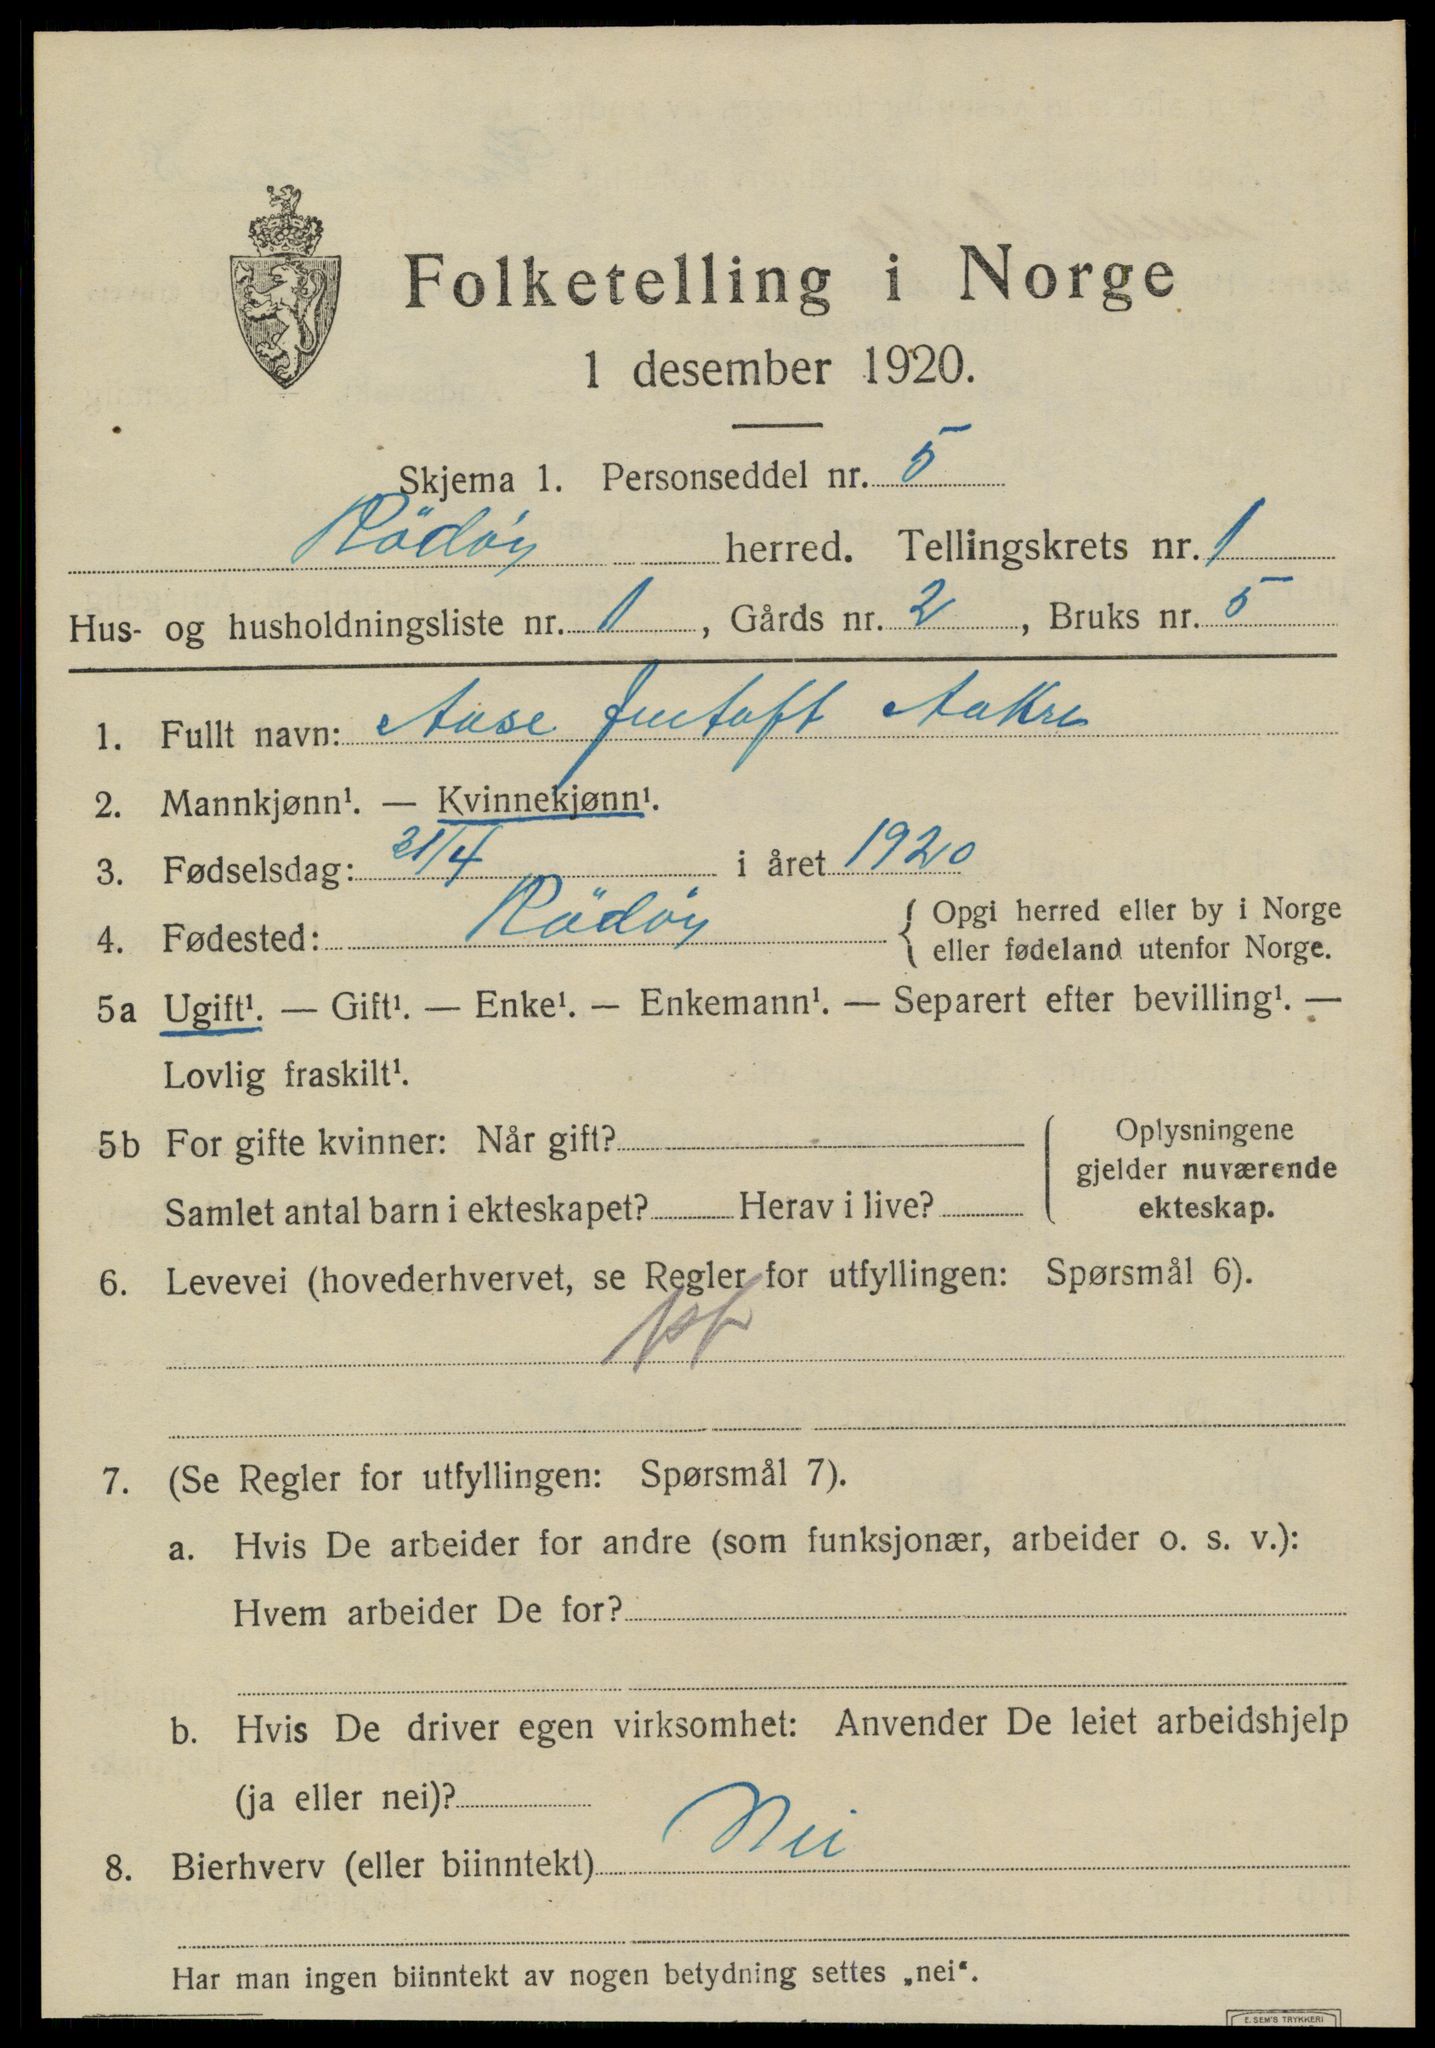 Folketelling i Norge
1 desember 1920.
Skjema 1. Personseddel nr. 5
Rödöy herred. Tellingskrets nr. 1
Hus- og husholdningsliste nr. 1, Gårds nr. 2, Bruks nr. 5
1. Fullt navn: Aase Aakre
2. Mannkjønn¹. — Kvinnekjønn¹.
3. Fødselsdag: 21/4 i året 1920
4. Fødested: Rödöy { Opgi herred eller by i Norge
eller fødeland utenfor Norge.
5a Ugift¹. — Gift¹. — Enke¹. — Enkemann¹. — Separert efter bevilling¹. —
Lovlig fraskilt¹.
5b For gifte kvinner: Når gift?
Samlet antal barn i ekteskapet? Herav i live?
Oplysningene
gjelder nuværende
ekteskap.
6. Levevei (hovederhvervet, se Regler for utfyllingen: Spørsmål 6).
7. (Se Regler for utfyllingen: Spørsmål 7).
a. Hvis De arbeider for andre (som funksjonær, arbeider o. s. v.):
Hvem arbeider De for?
b. Hvis De driver egen virksomhet: Anvender De leiet arbeidshjelp
(ja eller nei)?
8. Bierhverv (eller biinntekt) Nei
Har man ingen biinntekt av nogen betydning settes „nei“.
E. SEM'S TRYKKERI